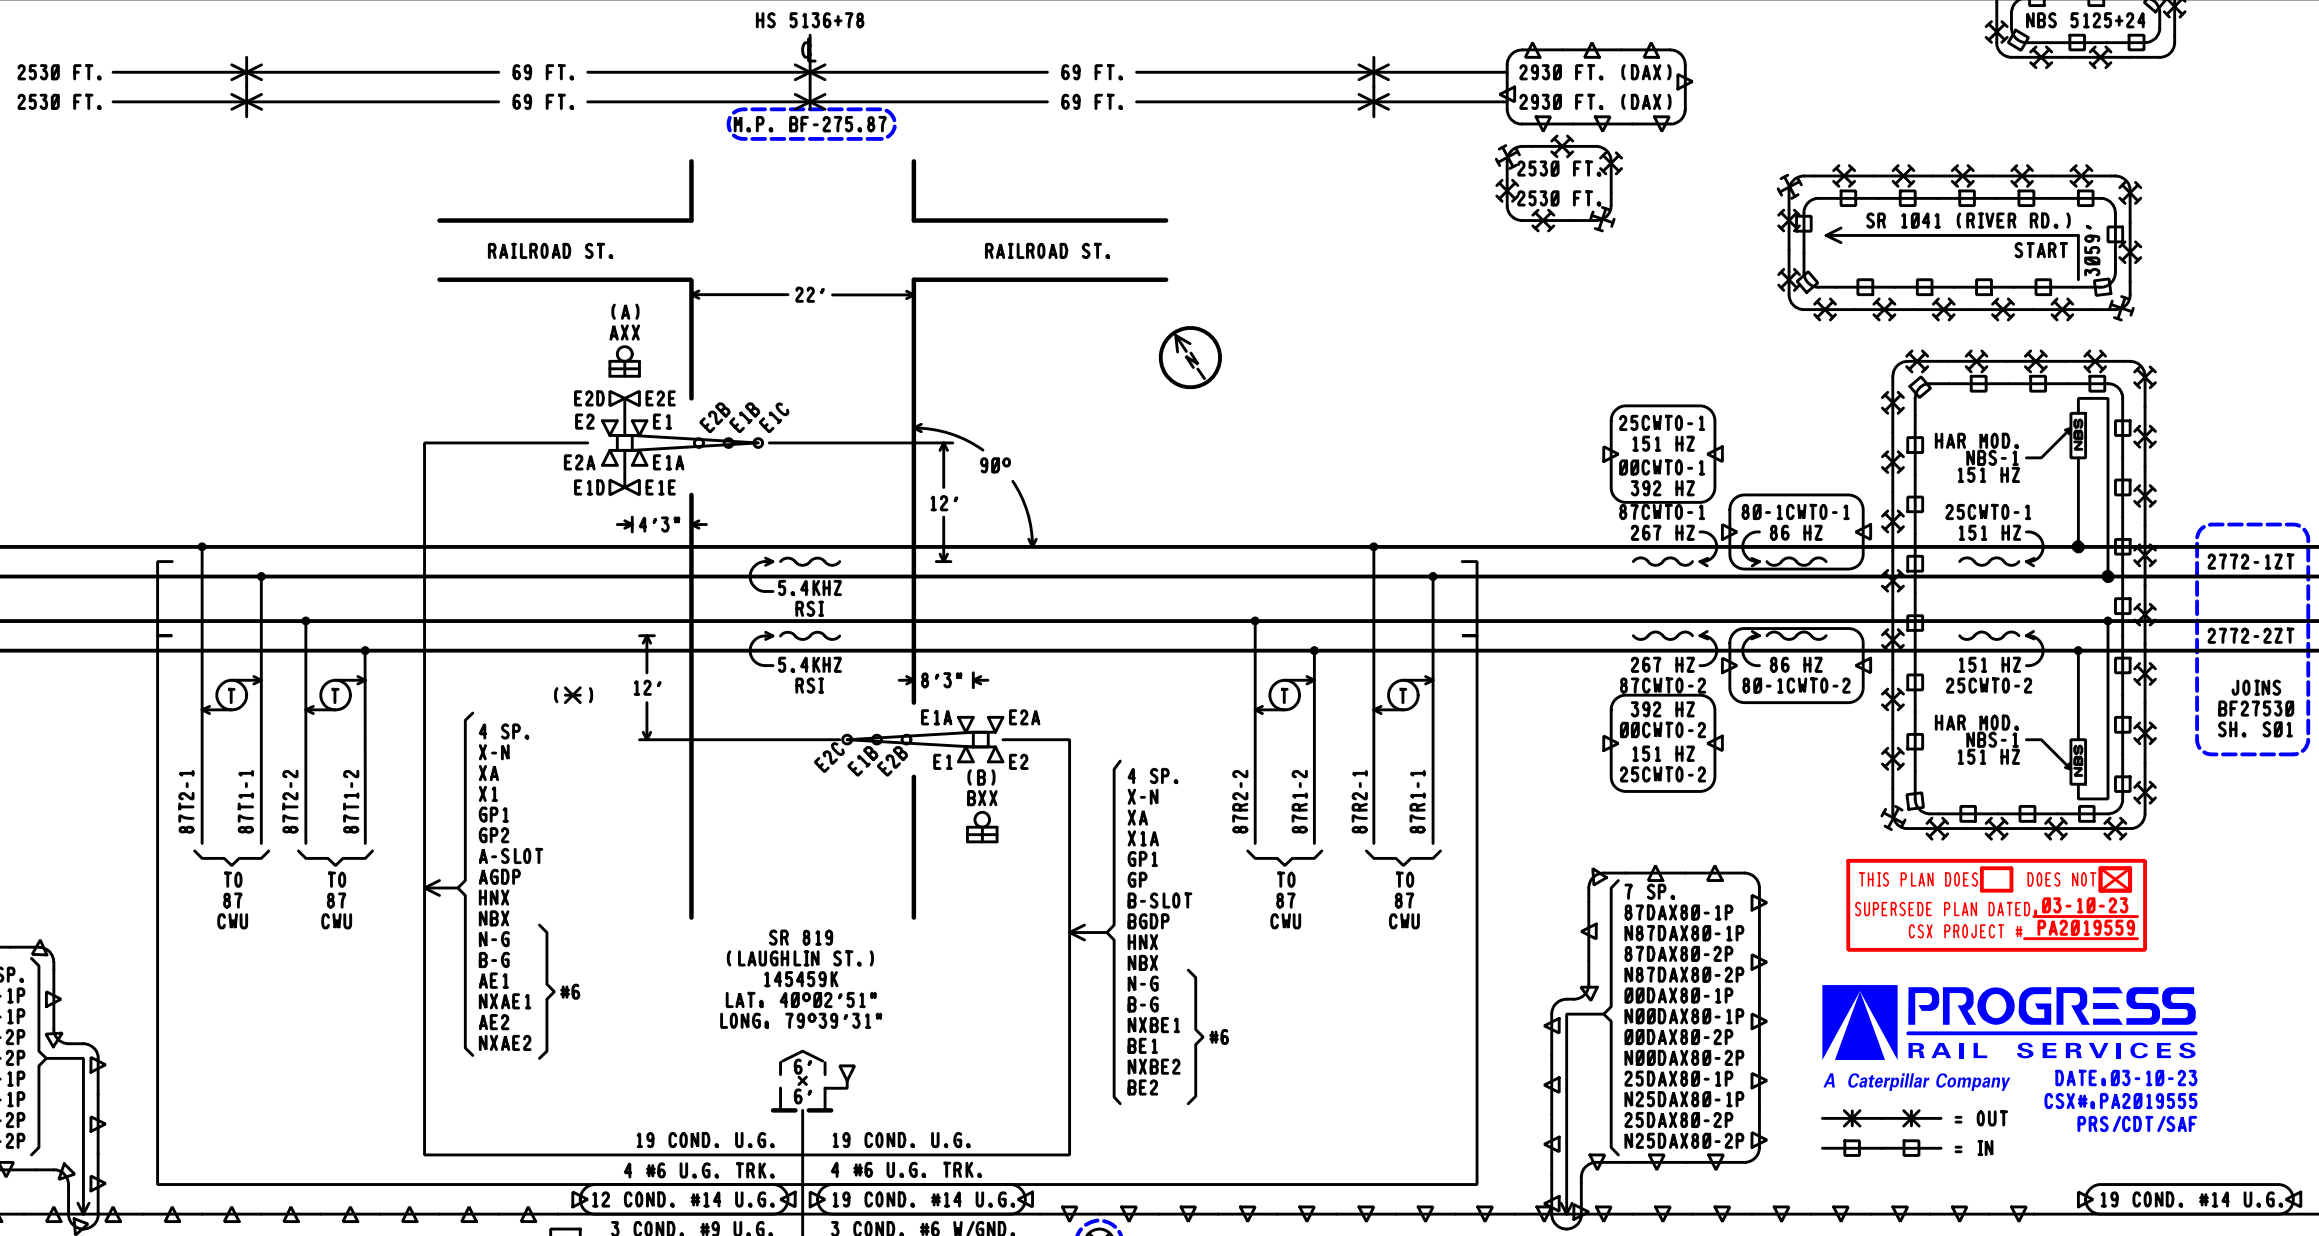 HS 5136+78
NBS 5125+24
2530 FT.
69 FT.
69 FT.
2930 FT. (DAX)
2530 FT.
69 FT.
69 FT.
2930 FT. (DAX)
M.P. BF-275.87
2530 FT.
2530 FT.
SR 1041 (RIVER RD.)
START
3059'
RAILROAD ST.
RAILROAD ST.
22'
(A)
AXX
E2D
E2E
E2
E1
E2B
E1B
E1C
E2A
E1A
E1D
E1E
4'3"
90°
12'
N
25CWTO-1
151 HZ
00CWTO-1
392 HZ
87CWTO-1
267 HZ
80-1CWTO-1
86 HZ
HAR MOD.
NBS-1
151 HZ
NBS
25CWTO-1
151 HZ
2772-1ZT
5.4KHZ
RSI
5.4KHZ
RSI
2772-2ZT
JOINS
BF27530
SH. S01
267 HZ
87CWTO-2
392 HZ
00CWTO-2
151 HZ
25CWTO-2
86 HZ
80-1CWTO-2
151 HZ
25CWTO-2
HAR MOD.
NBS-1
151 HZ
NBS
12'
8'3"
E1A
E2A
E2C
E1B
E2B
E1
E2
(B)
BXX
T
T
T
T
87T2-1
87T1-1
87T2-2
87T1-2
TO
87
CWU
TO
87
CWU
4 SP.
X-N
XA
X1
GP1
GP2
A-SLOT
AGDP
HNX
NBX
N-G
B-G
AE1
NXAE1
AE2
NXAE2
#6
4 SP.
X-N
XA
X1A
GP1
GP
B-SLOT
BGDP
HNX
NBX
N-G
B-G
NXBE1
BE1
NXBE2
BE2
#6
87R2-2
87R1-2
87R2-1
87R1-1
TO
87
CWU
TO
87
CWU
SR 819
(LAUGHLIN ST.)
145459K
LAT. 40°02'51"
LONG. 79°39'31"
6'
X
6'
SP.
-1P
-1P
-2P
-2P
-1P
-1P
-2P
-2P
7 SP.
87DAX80-1P
N87DAX80-1P
87DAX80-2P
N87DAX80-2P
00DAX80-1P
N00DAX80-1P
00DAX80-2P
N00DAX80-2P
25DAX80-1P
N25DAX80-1P
25DAX80-2P
N25DAX80-2P
THIS PLAN DOES DOES NOT
SUPERSEDE PLAN DATED. 03-10-23
CSX PROJECT # PA2019559
PROGRESS
RAIL SERVICES
A Caterpillar Company
DATE.03-10-23
CSX#.PA2019555
PRS/CDT/SAF
= OUT
= IN
19 COND. U.G.
19 COND. U.G.
4 #6 U.G. TRK.
4 #6 U.G. TRK.
12 COND. #14 U.G.
19 COND. #14 U.G.
19 COND. #14 U.G.
3 COND. #9 U.G.
3 COND. #6 W/GND.